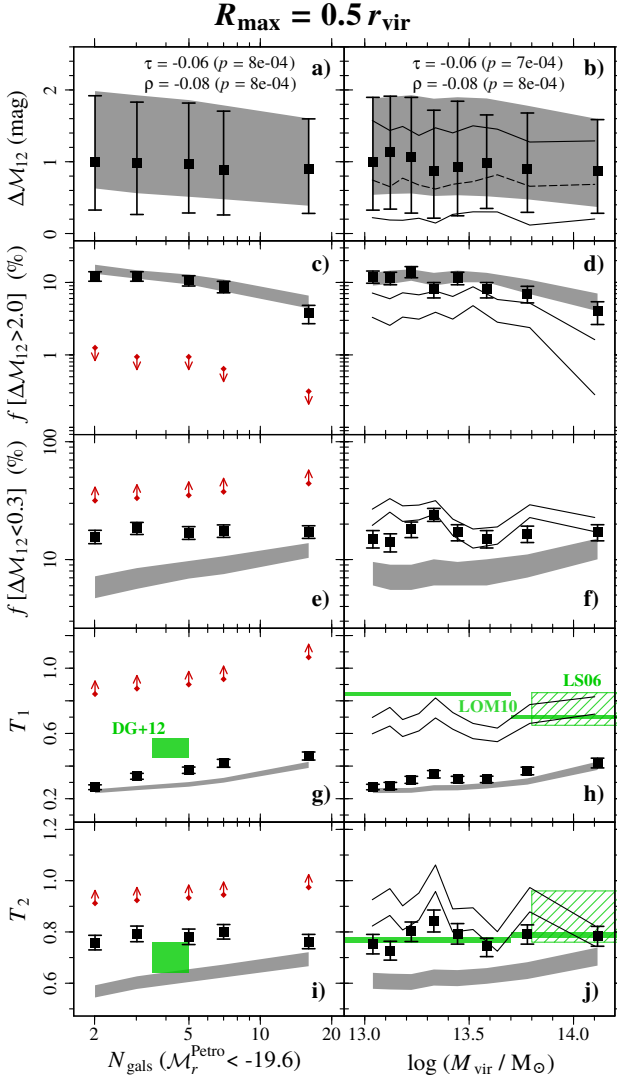 R_max = 0.5 r_vir
τ = -0.06 (p = 8e-04)
ρ = -0.08 (p = 8e-04)
a)
τ = -0.06 (p = 7e-04)
ρ = -0.08 (p = 8e-04)
b)
ΔM₁₂ (mag)
2
1
0
c)
d)
f [ΔM₁₂>2.0] (%)
10
1
e)
f)
f [ΔM₁₂<0.3] (%)
100
10
g)
h)
T₁
1.0
0.6
0.2
DG+12
LOM10
LS06
i)
j)
T₂
1.2
1.0
0.8
0.6
2
5
10
20
13.0
13.5
14.0
N_gals (M_r^Petro < -19.6)
log (M_vir / M⊙)